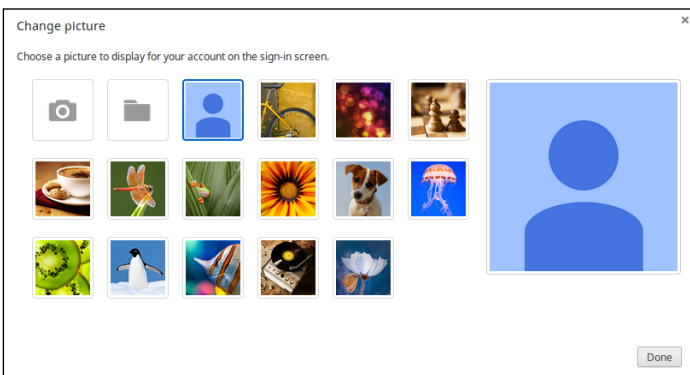 Change picture
Choose a picture to display for your account on the sign-in screen.
Done